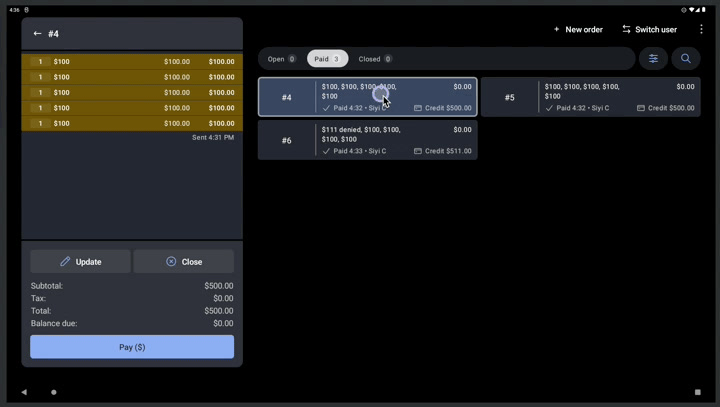 4:36
← #4
1 $100 $100.00 $100.00
1 $100 $100.00 $100.00
1 $100 $100.00 $100.00
1 $100 $100.00 $100.00
1 $100 $100.00 $100.00
Sent 4:31 PM
Update
Close
Subtotal: $500.00
Tax: $0.00
Total: $500.00
Balance due: $0.00
Pay ($)
+ New order
Switch user
Open 0
Paid 3
Closed 0
#4
$100, $100, $100, $100, $0.00
$100
Paid 4:32 • Siyi C
Credit $500.00
#5
$100, $100, $100, $100, $0.00
$100
Paid 4:32 • Siyi C
Credit $500.00
#6
$111 denied, $100, $100, $0.00
$100, $100
Paid 4:33 • Siyi C
Credit $511.00